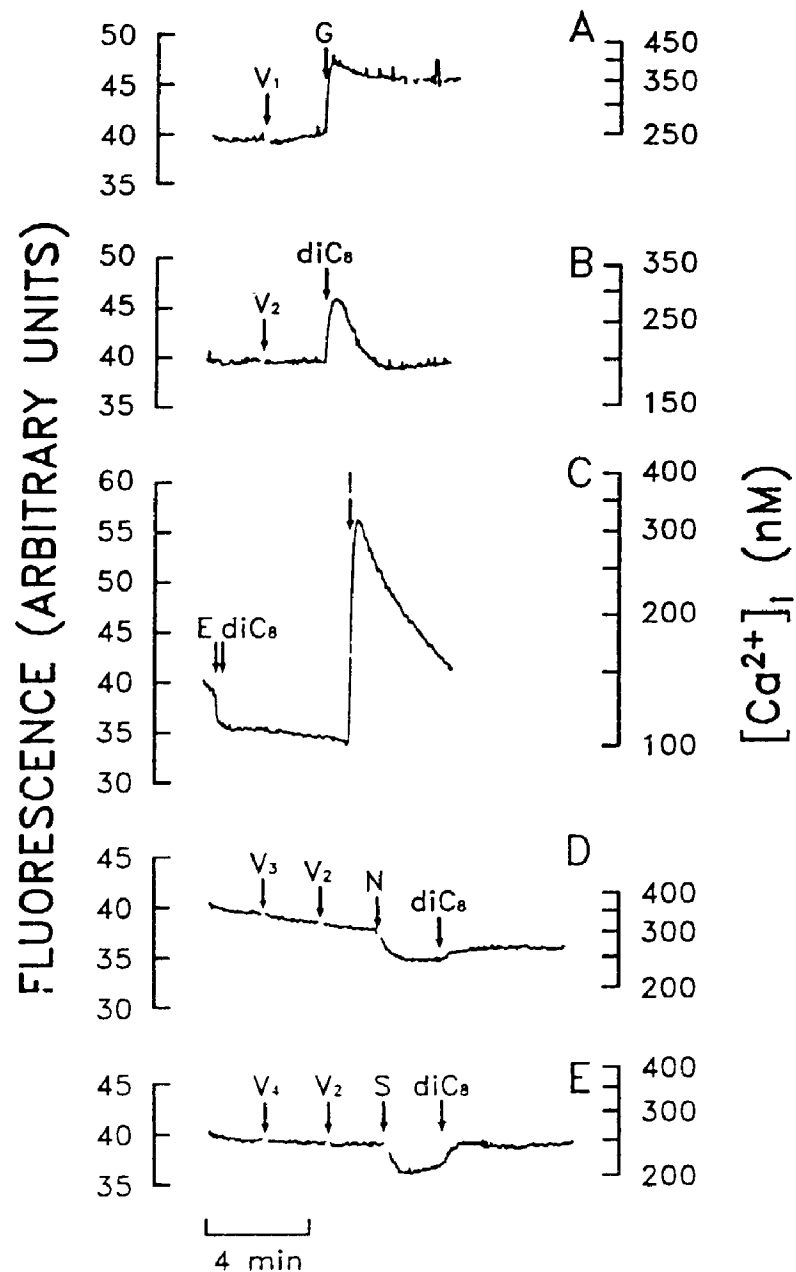 FLUORESCENCE (ARBITRARY UNITS)
[Ca²⁺]i (nM)
A
50
45
40
35
V₁
G
450
350
250
B
50
45
40
35
V₂
diC₈
350
250
150
C
60
55
50
45
40
35
30
E diC₈
I
400
300
200
100
D
45
40
35
30
V₃
V₂
N
diC₈
400
300
200
E
45
40
35
V₄
V₂
S
diC₈
400
300
200
4 min